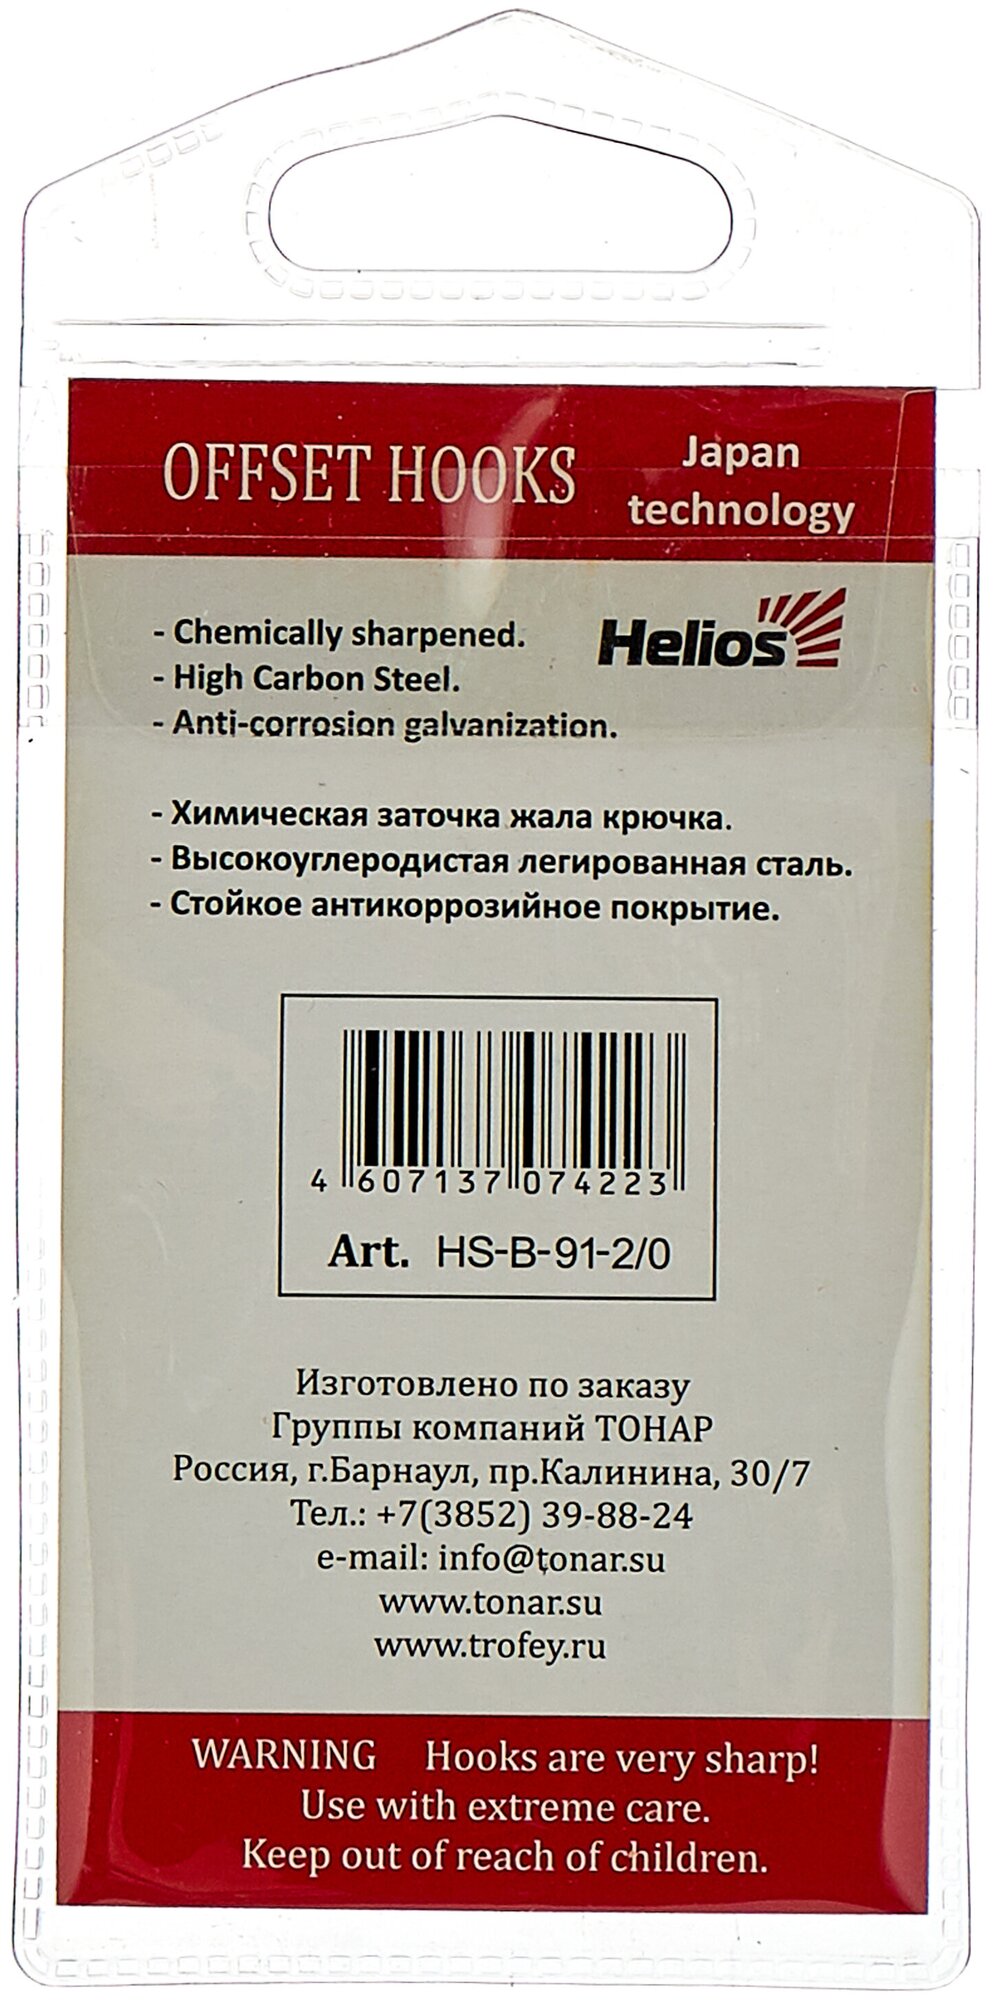 OFFSET HOOKS
Japan
technology
Helios
- Chemically sharpened.
- High Carbon Steel.
- Anti-corrosion galvanization.
- Химическая заточка жала крючка.
- Высокоуглеродистая легированная сталь.
- Стойкое антикоррозийное покрытие.
4 607137 074223
Art. HS-B-91-2/0
Изготовлено по заказу
Группы компаний ТОНАР
Россия, г.Барнаул, пр.Калинина, 30/7
Тел.: +7(3852) 39-88-24
e-mail: info@tonar.su
www.tonar.su
www.trofey.ru
WARNING Hooks are very sharp!
Use with extreme care.
Keep out of reach of children.